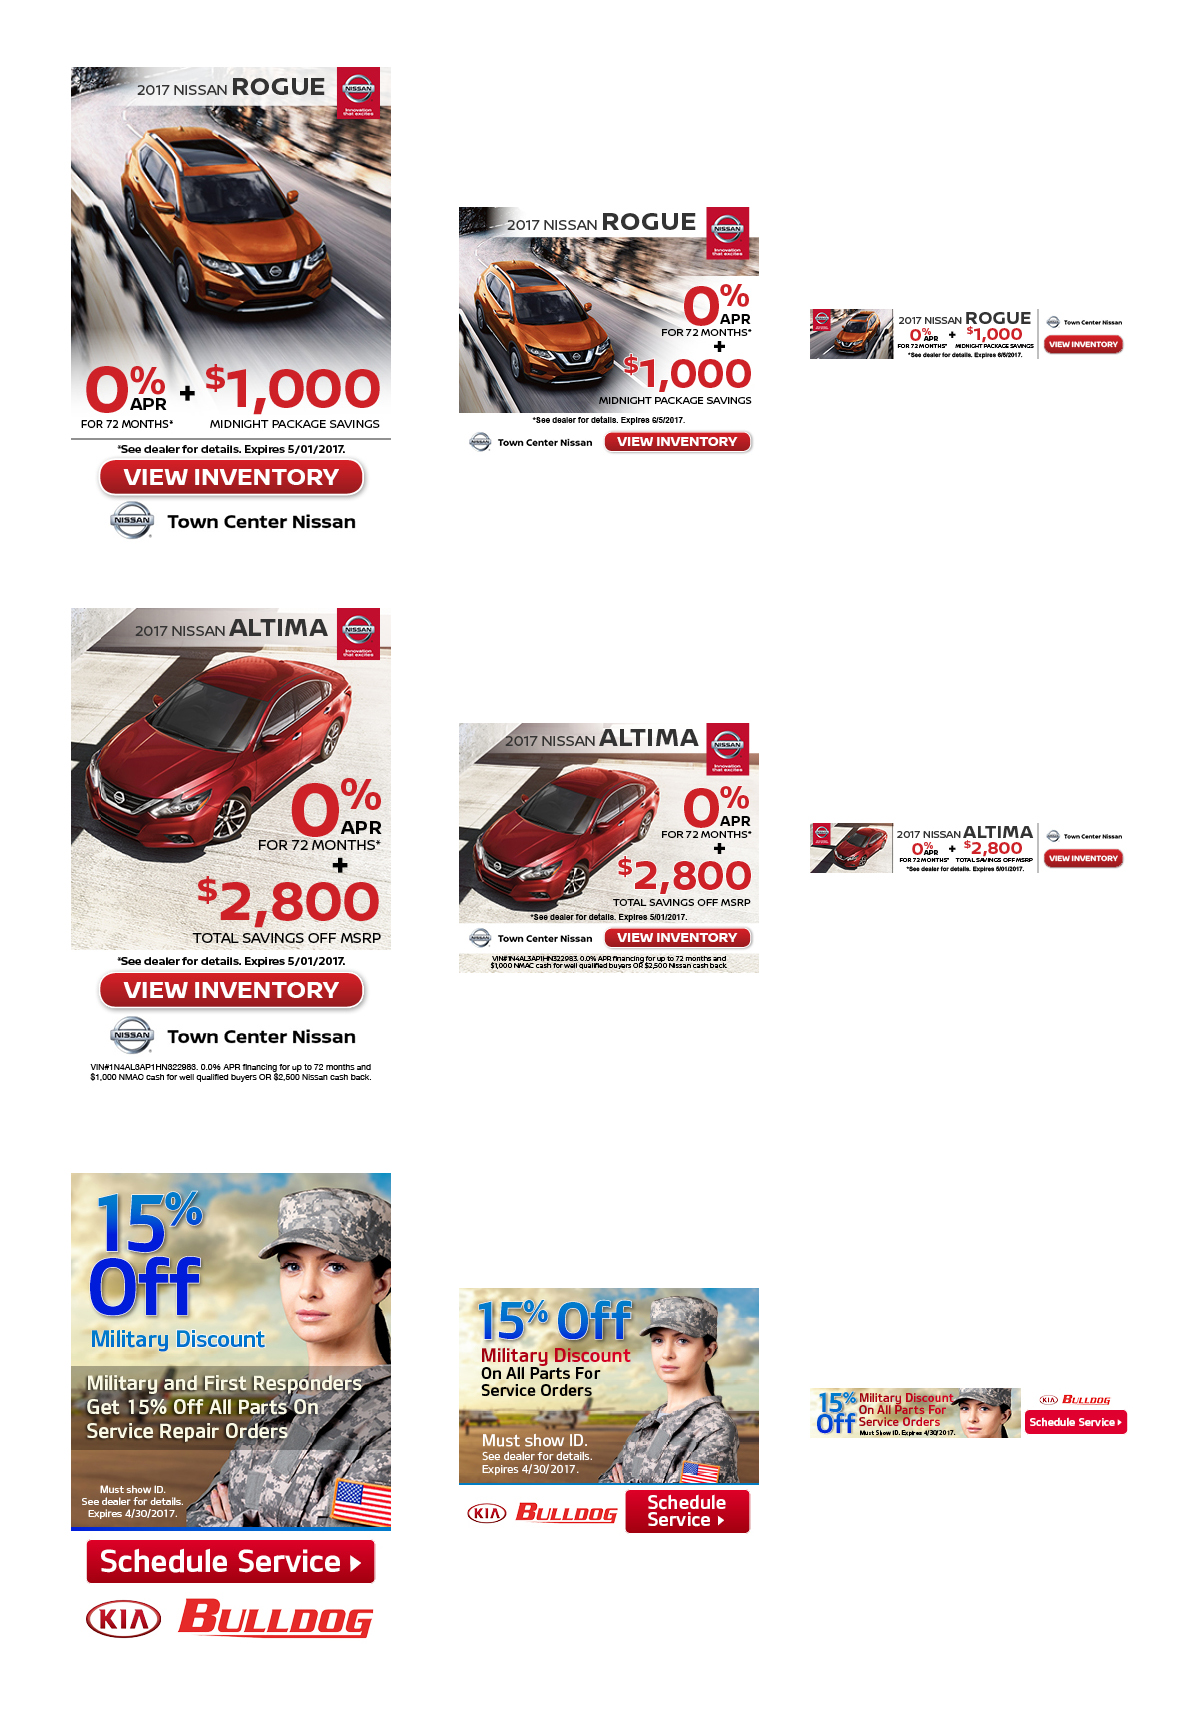 2017 NISSAN ROGUE
NISSAN
Innovation
that excites
0% APR + $1,000
FOR 72 MONTHS* MIDNIGHT PACKAGE SAVINGS
*See dealer for details. Expires 5/01/2017.
VIEW INVENTORY
NISSAN Town Center Nissan
2017 NISSAN ROGUE
NISSAN
Innovation
that excites
0% APR
FOR 72 MONTHS*
+
$1,000
MIDNIGHT PACKAGE SAVINGS
*See dealer for details. Expires 6/5/2017.
NISSAN Town Center Nissan VIEW INVENTORY
2017 NISSAN ROGUE
0% APR + $1,000
FOR 72 MONTHS* MIDNIGHT PACKAGE SAVINGS
*See dealer for details. Expires 6/5/2017.
Town Center Nissan
VIEW INVENTORY
2017 NISSAN ALTIMA
NISSAN
Innovation
that excites
0% APR
FOR 72 MONTHS*
+
$2,800
TOTAL SAVINGS OFF MSRP
*See dealer for details. Expires 5/01/2017.
VIEW INVENTORY
NISSAN Town Center Nissan
VIN#1N4AL3AP1HN322983. 0.0% APR financing for up to 72 months and
$1,000 NMAC cash for well qualified buyers OR $2,500 Nissan cash back.
2017 NISSAN ALTIMA
NISSAN
Innovation
that excites
0% APR
FOR 72 MONTHS*
+
$2,800
TOTAL SAVINGS OFF MSRP
*See dealer for details. Expires 5/01/2017.
NISSAN Town Center Nissan VIEW INVENTORY
VIN#1N4AL3AP1HN322983. 0.0% APR financing for up to 72 months and
$1,000 NMAC cash for well qualified buyers OR $2,500 Nissan cash back.
2017 NISSAN ALTIMA
0% APR + $2,800
FOR 72 MONTHS* TOTAL SAVINGS OFF MSRP
*See dealer for details. Expires 5/01/2017.
Town Center Nissan
VIEW INVENTORY
15%
Off
Military Discount
Military and First Responders
Get 15% Off All Parts On
Service Repair Orders
Must show ID.
See dealer for details.
Expires 4/30/2017.
Schedule Service
KIA BULLDOG
15% Off
Military Discount
On All Parts For
Service Orders
Must show ID.
See dealer for details.
Expires 4/30/2017.
KIA BULLDOG Schedule
Service
15%
Off
Military Discount
On All Parts For
Service Orders
Must Show ID. Expires 4/30/2017.
KIA BULLDOG
Schedule Service